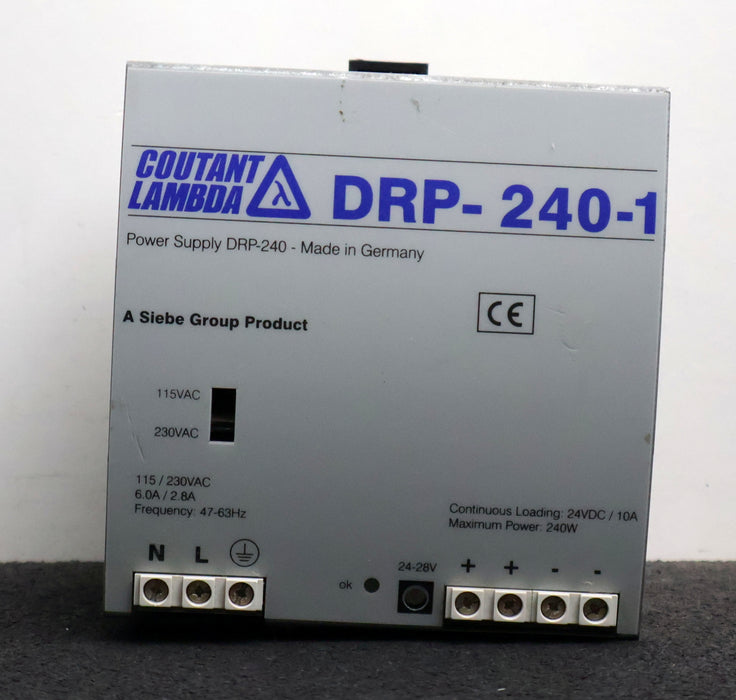 COUTANT
LAMBDA
λ
DRP- 240-1
Power Supply DRP-240 - Made in Germany
A Siebe Group Product
CE
115VAC
230VAC
115 / 230VAC
6.0A / 2.8A
Frequency: 47-63Hz
Continuous Loading: 24VDC / 10A
Maximum Power: 240W
N L
ok
24-28V
+ + - -